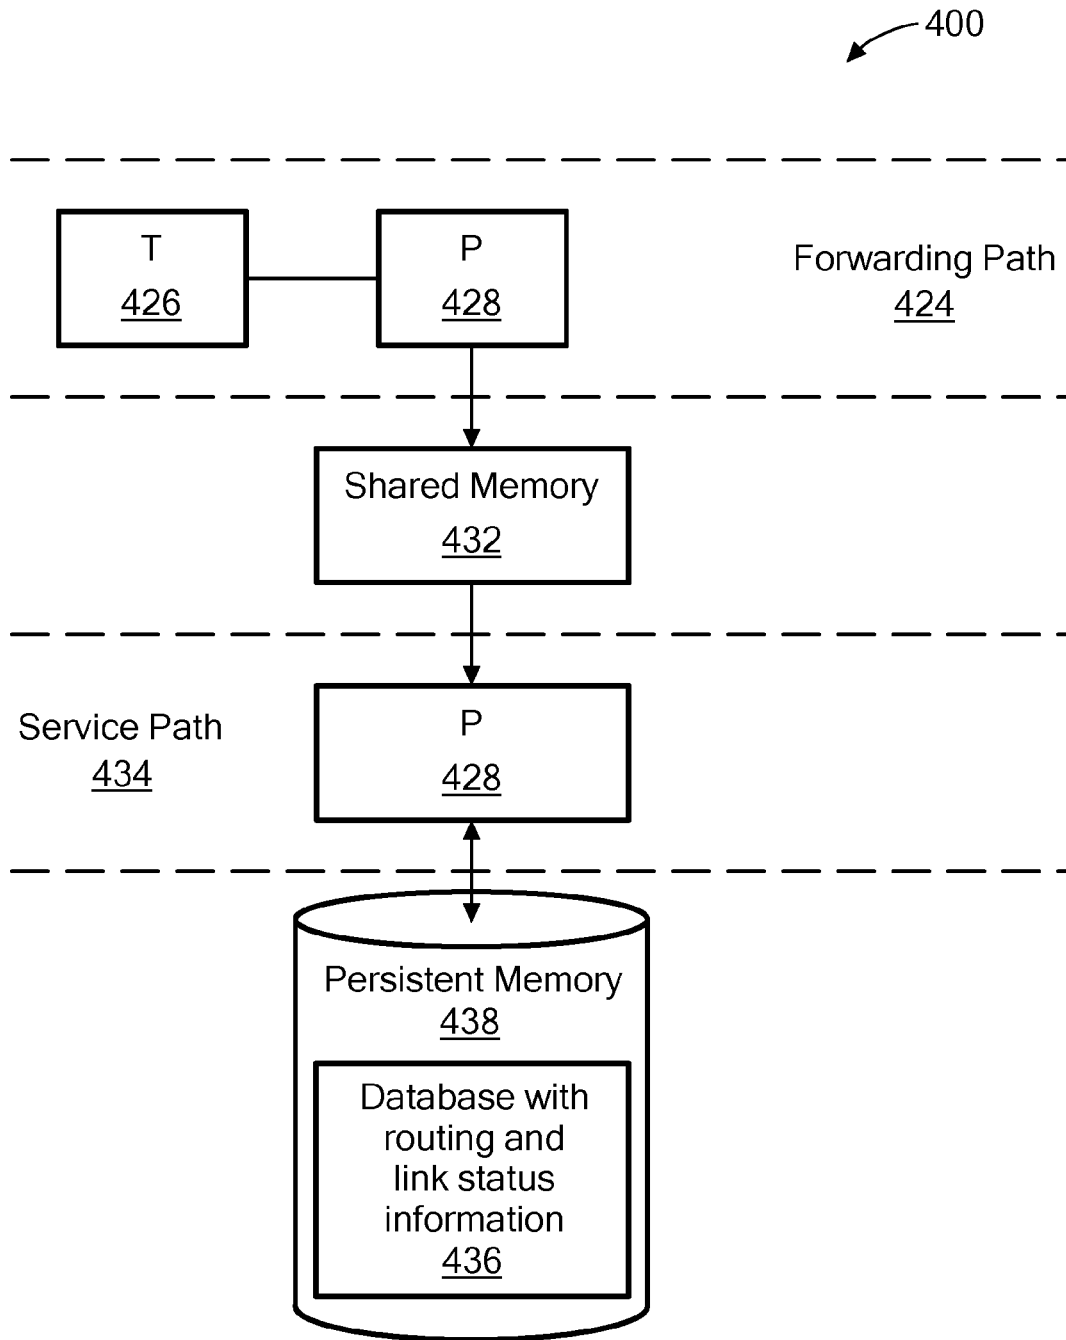 400
T
426
P
428
Forwarding Path
424
Shared Memory
432
Service Path
434
P
428
Persistent Memory
438
Database with
routing and
link status
information
436